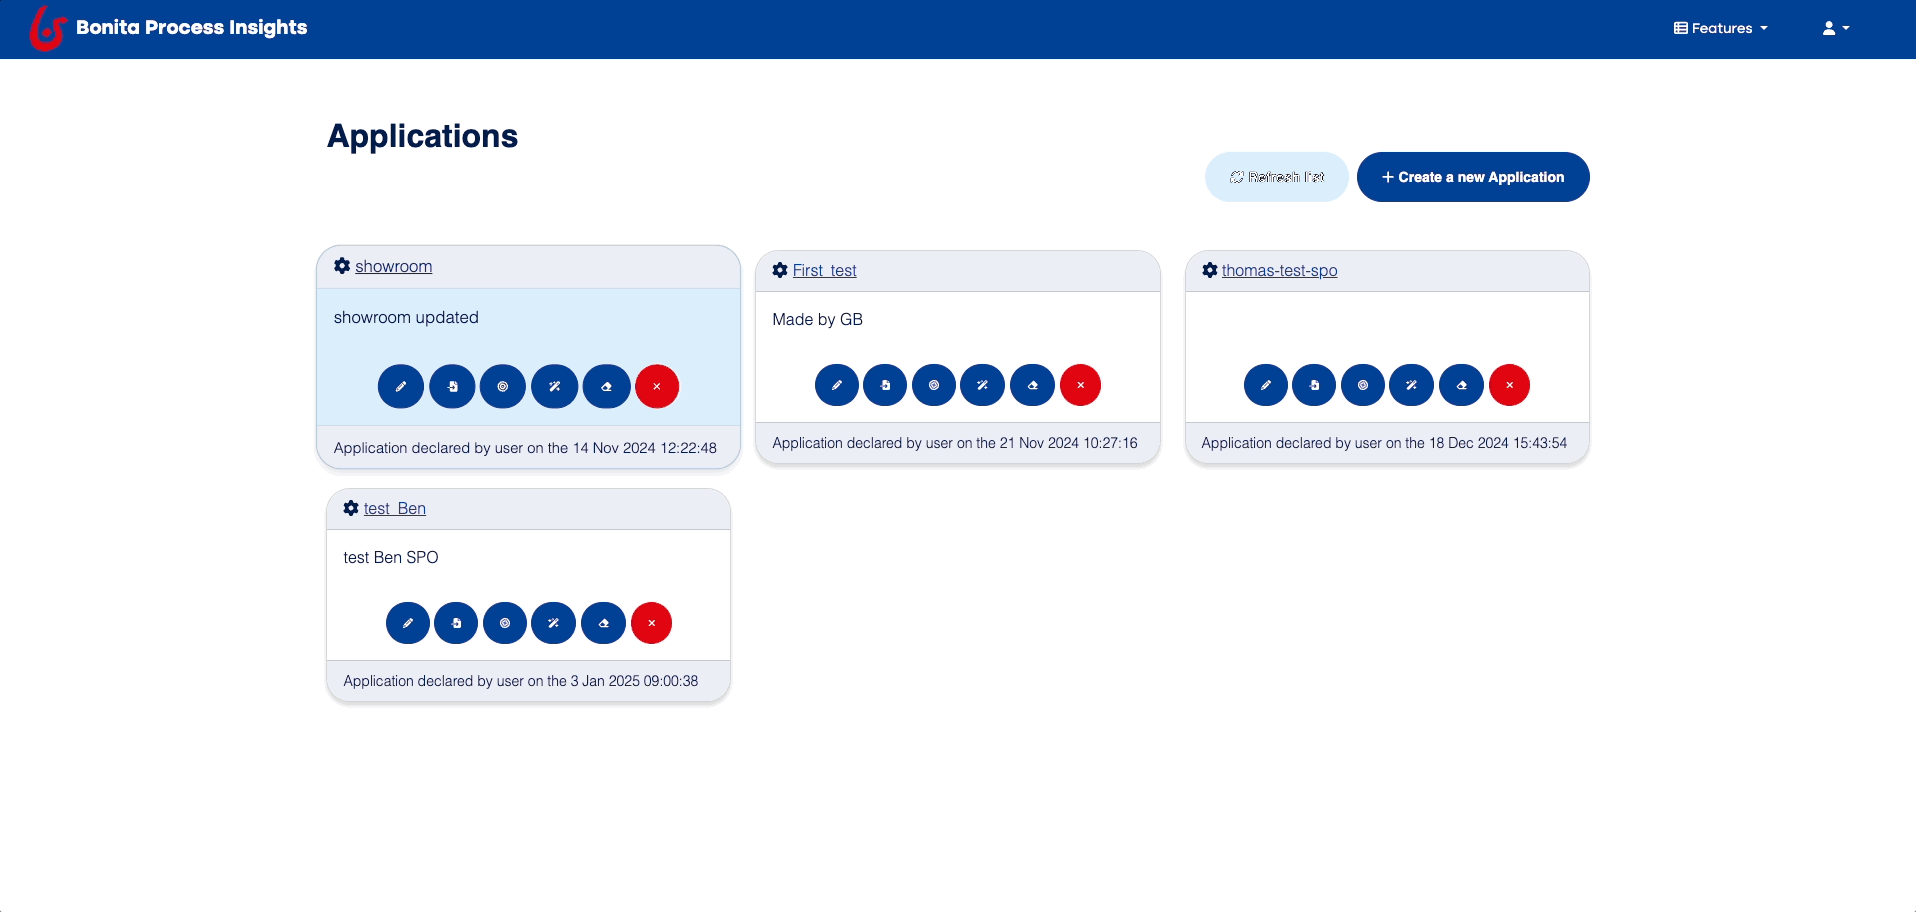 Bonita Process Insights
Features
Applications
Refresh list
+ Create a new Application
showroom
showroom updated
Application declared by user on the 14 Nov 2024 12:22:48
First_test
Made by GB
Application declared by user on the 21 Nov 2024 10:27:16
thomas-test-spo
Application declared by user on the 18 Dec 2024 15:43:54
test_Ben
test Ben SPO
Application declared by user on the 3 Jan 2025 09:00:38